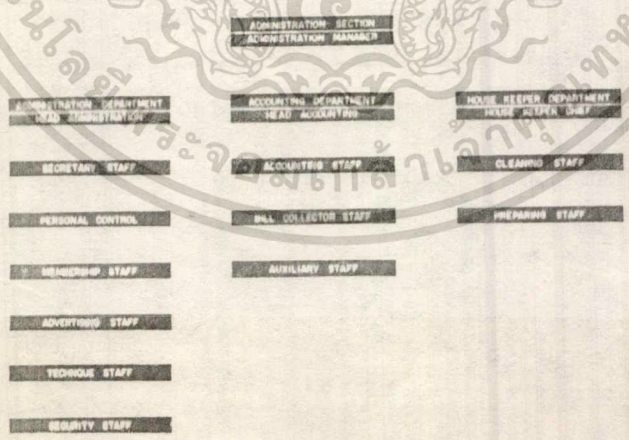 ADMINISTRATION SECTION
ADMINISTRATION MANAGER
ADMINISTRATION DEPARTMENT
HEAD ADMINISTRATION
SECRETARY STAFF
PERSONAL CONTROL
MEMBERSHIP STAFF
ADVERTISING STAFF
TECHNIQUE STAFF
SECURITY STAFF
ACCOUNTING DEPARTMENT
HEAD ACCOUNTING
ACCOUNTING STAFF
BILL COLLECTOR STAFF
AUXILIARY STAFF
HOUSE KEEPER DEPARTMENT
HOUSE KEEPER CHIEF
CLEANING STAFF
PREPARING STAFF